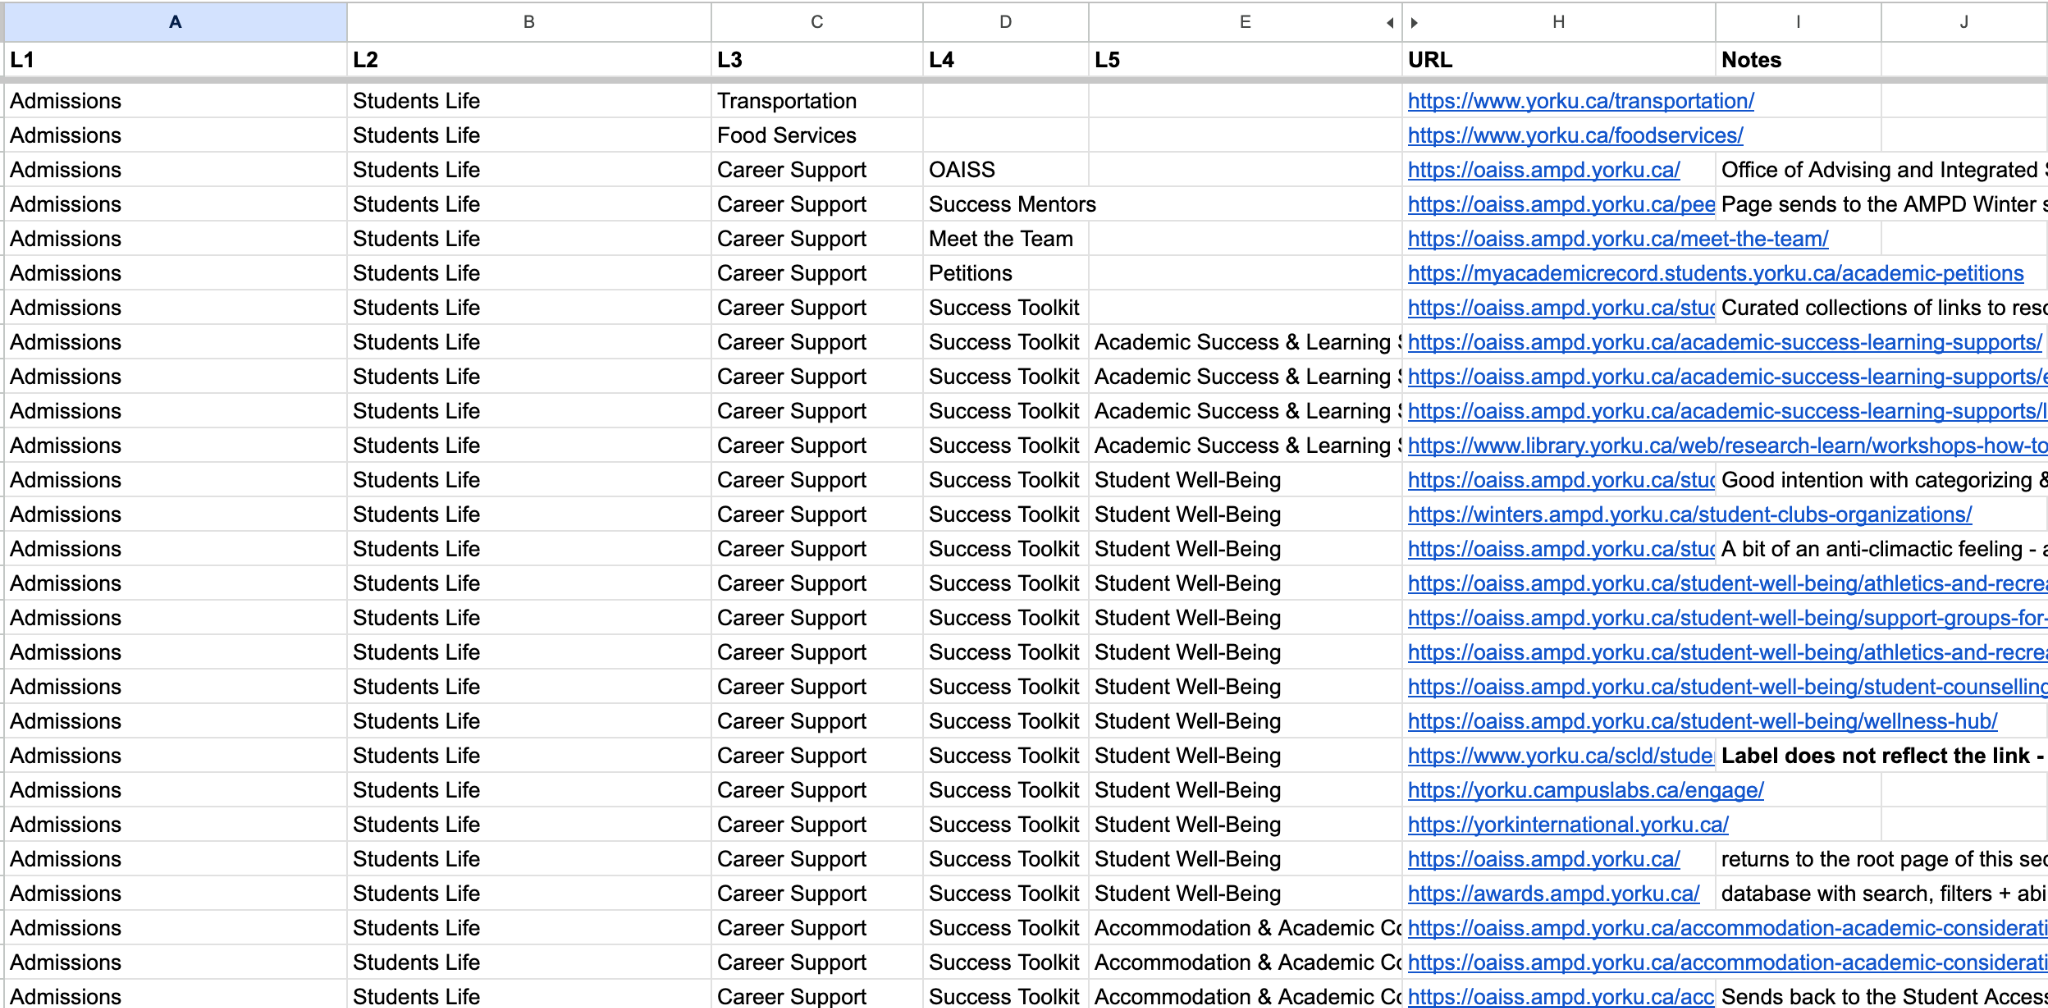 A B C D E H I J
L1 L2 L3 L4 L5 URL Notes
Admissions Students Life Transportation https://www.yorku.ca/transportation/
Admissions Students Life Food Services https://www.yorku.ca/foodservices/
Admissions Students Life Career Support OAISS https://oaiss.ampd.yorku.ca/ Office of Advising and Integrated
Admissions Students Life Career Support Success Mentors https://oaiss.ampd.yorku.ca/pee Page sends to the AMPD Winter s
Admissions Students Life Career Support Meet the Team https://oaiss.ampd.yorku.ca/meet-the-team/
Admissions Students Life Career Support Petitions https://myacademicrecord.students.yorku.ca/academic-petitions
Admissions Students Life Career Support Success Toolkit https://oaiss.ampd.yorku.ca/stud Curated collections of links to reso
Admissions Students Life Career Support Success Toolkit Academic Success & Learning S https://oaiss.ampd.yorku.ca/academic-success-learning-supports/
Admissions Students Life Career Support Success Toolkit Academic Success & Learning S https://oaiss.ampd.yorku.ca/academic-success-learning-supports/e
Admissions Students Life Career Support Success Toolkit Academic Success & Learning S https://oaiss.ampd.yorku.ca/academic-success-learning-supports/l
Admissions Students Life Career Support Success Toolkit Academic Success & Learning S https://www.library.yorku.ca/web/research-learn/workshops-how-to
Admissions Students Life Career Support Success Toolkit Student Well-Being https://oaiss.ampd.yorku.ca/stud Good intention with categorizing &
Admissions Students Life Career Support Success Toolkit Student Well-Being https://winters.ampd.yorku.ca/student-clubs-organizations/
Admissions Students Life Career Support Success Toolkit Student Well-Being https://oaiss.ampd.yorku.ca/stud A bit of an anti-climactic feeling - a
Admissions Students Life Career Support Success Toolkit Student Well-Being https://oaiss.ampd.yorku.ca/student-well-being/athletics-and-recrea
Admissions Students Life Career Support Success Toolkit Student Well-Being https://oaiss.ampd.yorku.ca/student-well-being/support-groups-for-
Admissions Students Life Career Support Success Toolkit Student Well-Being https://oaiss.ampd.yorku.ca/student-well-being/athletics-and-recrea
Admissions Students Life Career Support Success Toolkit Student Well-Being https://oaiss.ampd.yorku.ca/student-well-being/student-counselling
Admissions Students Life Career Support Success Toolkit Student Well-Being https://oaiss.ampd.yorku.ca/student-well-being/wellness-hub/
Admissions Students Life Career Support Success Toolkit Student Well-Being https://www.yorku.ca/scld/studen Label does not reflect the link -
Admissions Students Life Career Support Success Toolkit Student Well-Being https://yorku.campuslabs.ca/engage/
Admissions Students Life Career Support Success Toolkit Student Well-Being https://yorkinternational.yorku.ca/
Admissions Students Life Career Support Success Toolkit Student Well-Being https://oaiss.ampd.yorku.ca/ returns to the root page of this sec
Admissions Students Life Career Support Success Toolkit Student Well-Being https://awards.ampd.yorku.ca/ database with search, filters + abi
Admissions Students Life Career Support Success Toolkit Accommodation & Academic Co https://oaiss.ampd.yorku.ca/accommodation-academic-considerati
Admissions Students Life Career Support Success Toolkit Accommodation & Academic Co https://oaiss.ampd.yorku.ca/accommodation-academic-considerati
Admissions Students Life Career Support Success Toolkit Accommodation & Academic Co https://oaiss.ampd.yorku.ca/acc Sends back to the Student Access